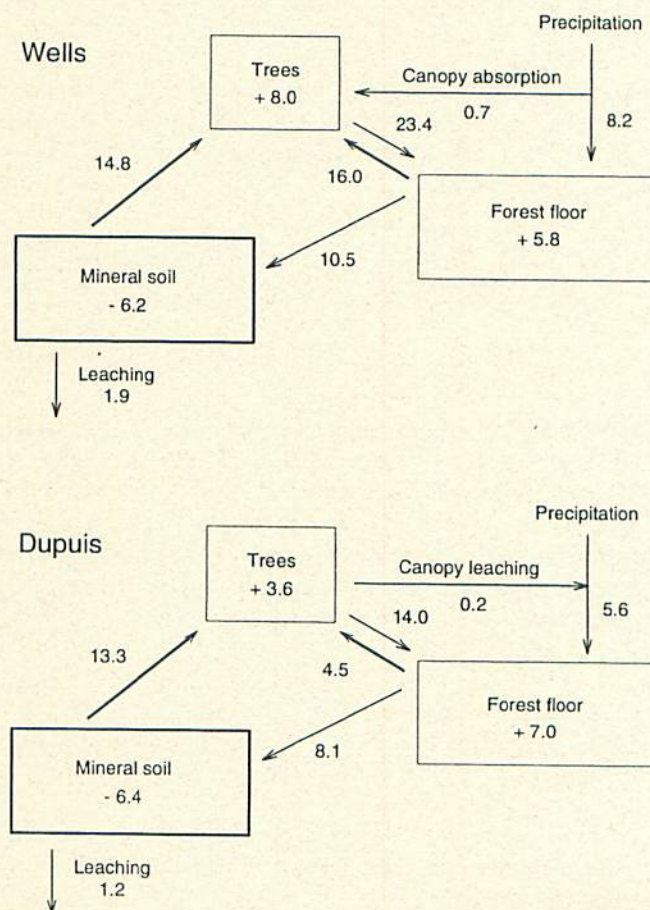 Precipitation
Wells
Trees
+ 8.0
Canopy absorption
0.7
8.2
23.4
14.8
16.0
Forest floor
+ 5.8
10.5
Mineral soil
- 6.2
Leaching
1.9
Precipitation
Dupuis
Trees
+ 3.6
Canopy leaching
0.2
5.6
14.0
13.3
4.5
Forest floor
+ 7.0
8.1
Mineral soil
- 6.4
Leaching
1.2